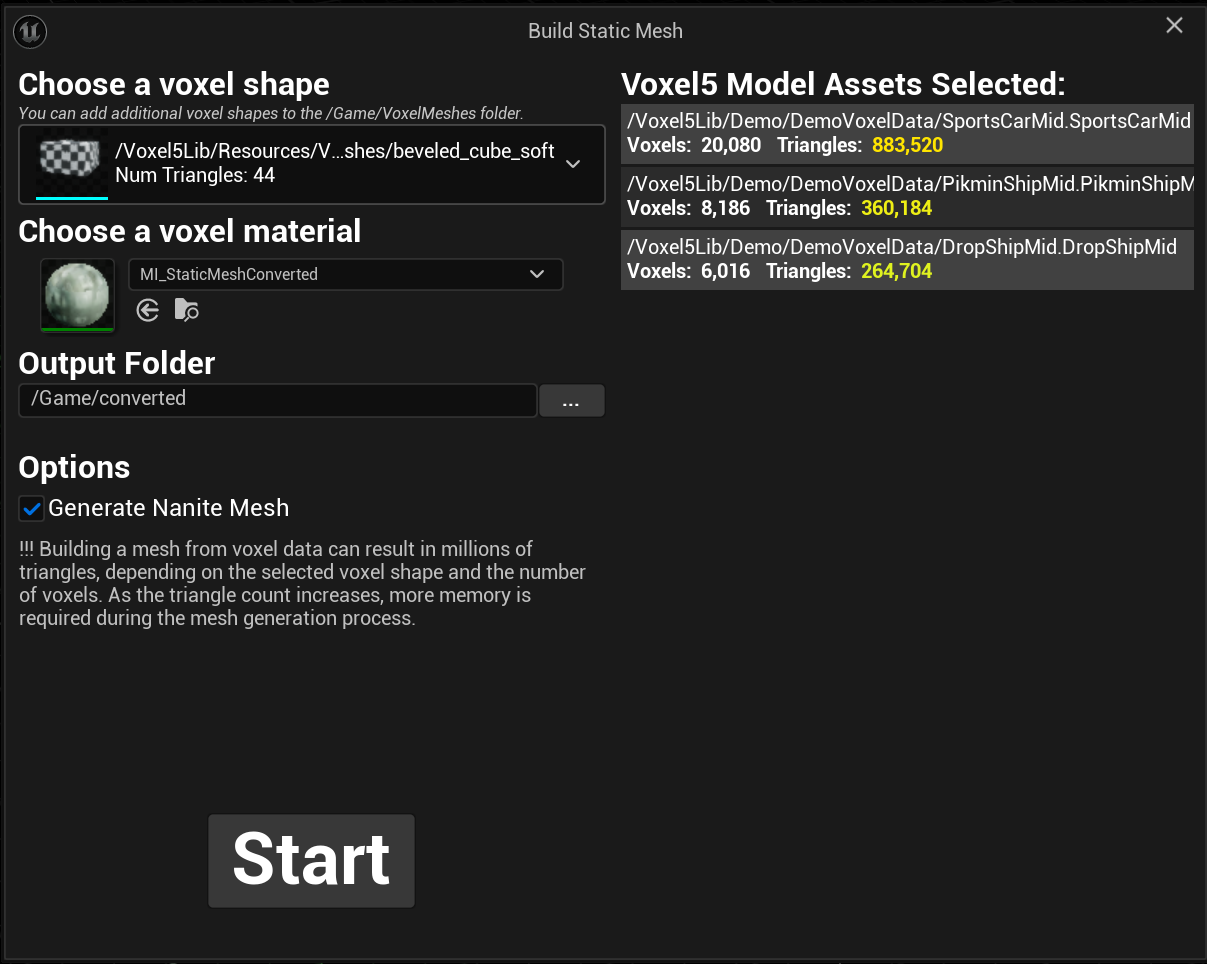 Build Static Mesh
Choose a voxel shape
You can add additional voxel shapes to the /Game/VoxelMeshes folder.
/Voxel5Lib/Resources/V...shes/beveled_cube_soft
Num Triangles: 44
Choose a voxel material
MI_StaticMeshConverted
Output Folder
/Game/converted
...
Options
Generate Nanite Mesh
!!! Building a mesh from voxel data can result in millions of
triangles, depending on the selected voxel shape and the number
of voxels. As the triangle count increases, more memory is
required during the mesh generation process.
Start
Voxel5 Model Assets Selected:
/Voxel5Lib/Demo/DemoVoxelData/SportsCarMid.SportsCarMid
Voxels: 20,080 Triangles: 883,520
/Voxel5Lib/Demo/DemoVoxelData/PikminShipMid.PikminShipM
Voxels: 8,186 Triangles: 360,184
/Voxel5Lib/Demo/DemoVoxelData/DropShipMid.DropShipMid
Voxels: 6,016 Triangles: 264,704